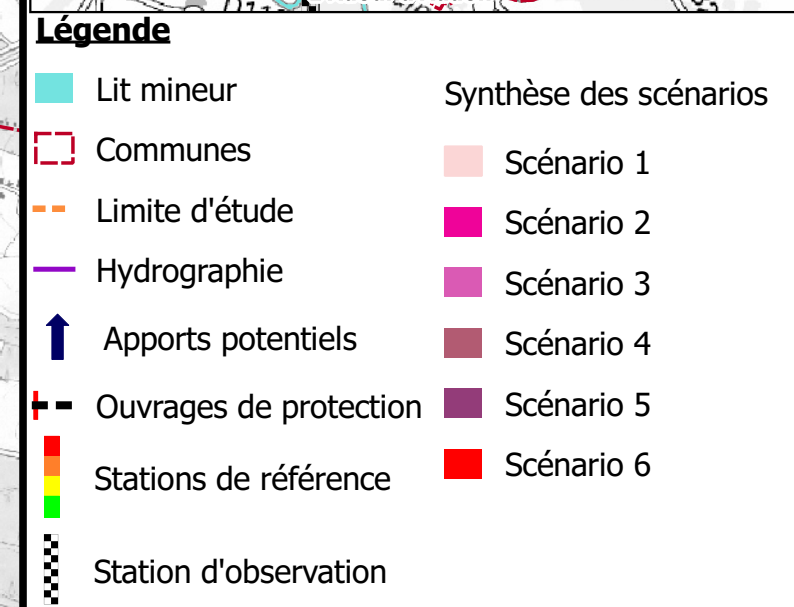 Légende
Lit mineur
Communes
Limite d'étude
Hydrographie
Apports potentiels
Ouvrages de protection
Stations de référence
Station d'observation
Synthèse des scénarios
Scénario 1
Scénario 2
Scénario 3
Scénario 4
Scénario 5
Scénario 6